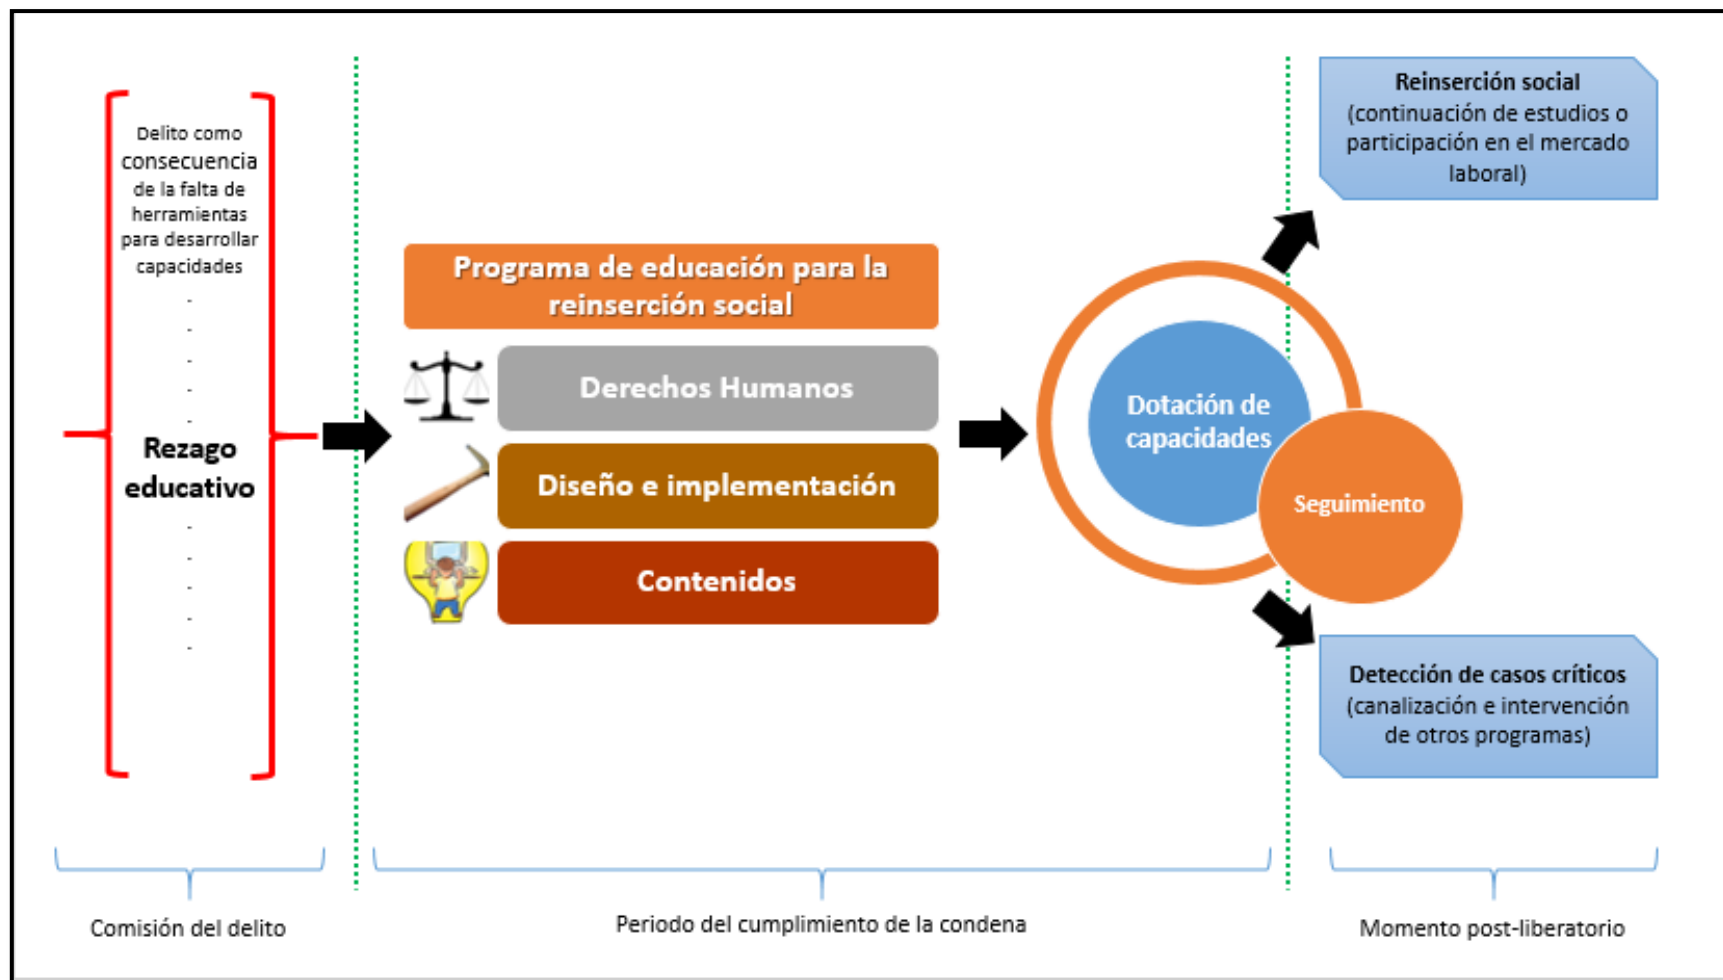 Delito como
consecuencia
de la falta de
herramientas
para desarrollar
capacidades
.
-
-
-
-
Rezago
educativo
-
-
-
-
-
Programa de educación para la
reinserción social
Derechos Humanos
Diseño e implementación
Contenidos
Dotación de
capacidades
Seguimiento
Reinserción social
(continuación de estudios o
participación en el mercado
laboral)
Detección de casos críticos
(canalización e intervención
de otros programas)
Comisión del delito
Periodo del cumplimiento de la condena
Momento post-liberatorio